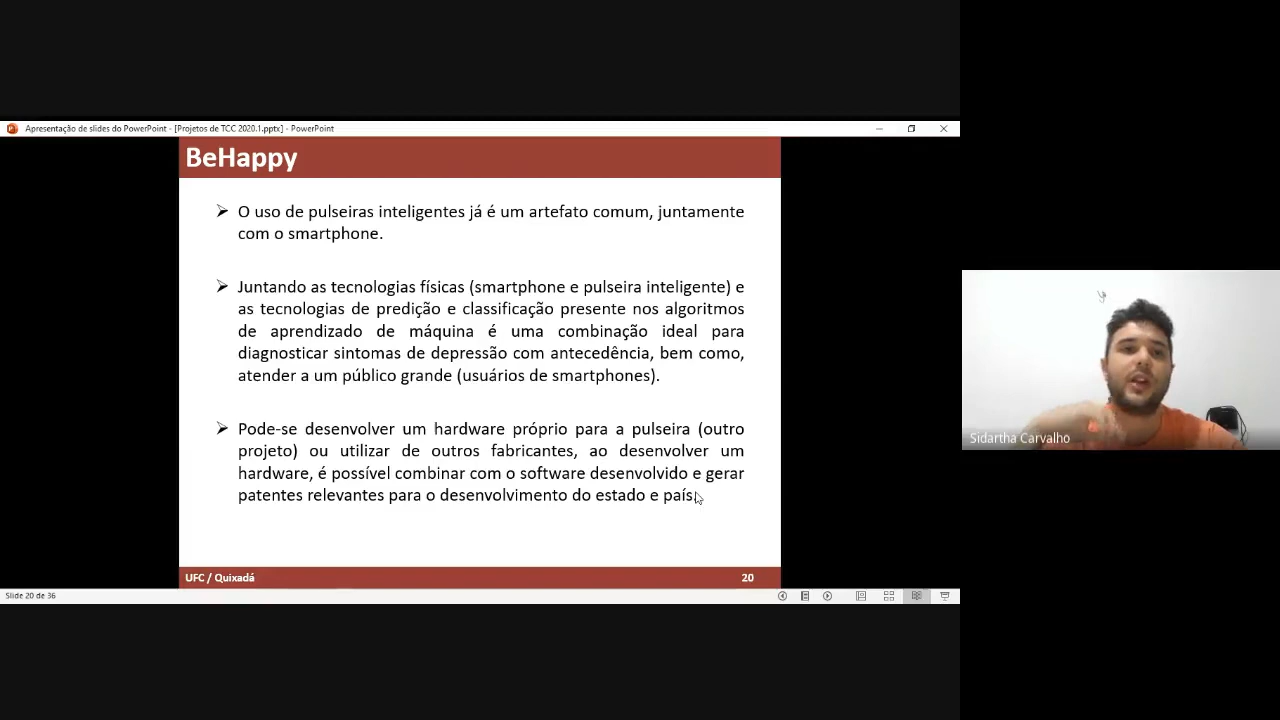 Apresentação de slides do PowerPoint - [Projetos de TCC 2020.1.pptx] - PowerPoint
BeHappy
O uso de pulseiras inteligentes já é um artefato comum, juntamente
com o smartphone.
Juntando as tecnologias físicas (smartphone e pulseira inteligente) e
as tecnologias de predição e classificação presente nos algoritmos
de aprendizado de máquina é uma combinação ideal para
diagnosticar sintomas de depressão com antecedência, bem como,
atender a um público grande (usuários de smartphones).
Pode-se desenvolver um hardware próprio para a pulseira (outro
projeto) ou utilizar de outros fabricantes, ao desenvolver um
hardware, é possível combinar com o software desenvolvido e gerar
patentes relevantes para o desenvolvimento do estado e país.
UFC / Quixadá
20
Slide 20 de 36
Sidartha Carvalho